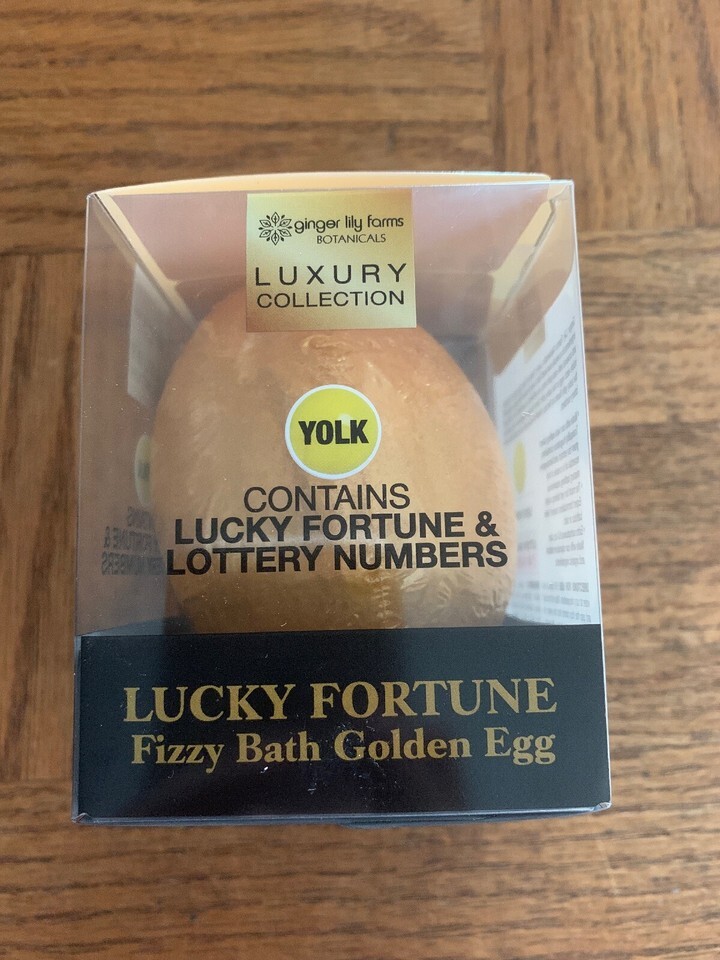 ginger lily farms
BOTANICALS
LUXURY
COLLECTION
YOLK
CONTAINS
LUCKY FORTUNE &
LOTTERY NUMBERS
LUCKY FORTUNE
Fizzy Bath Golden Egg